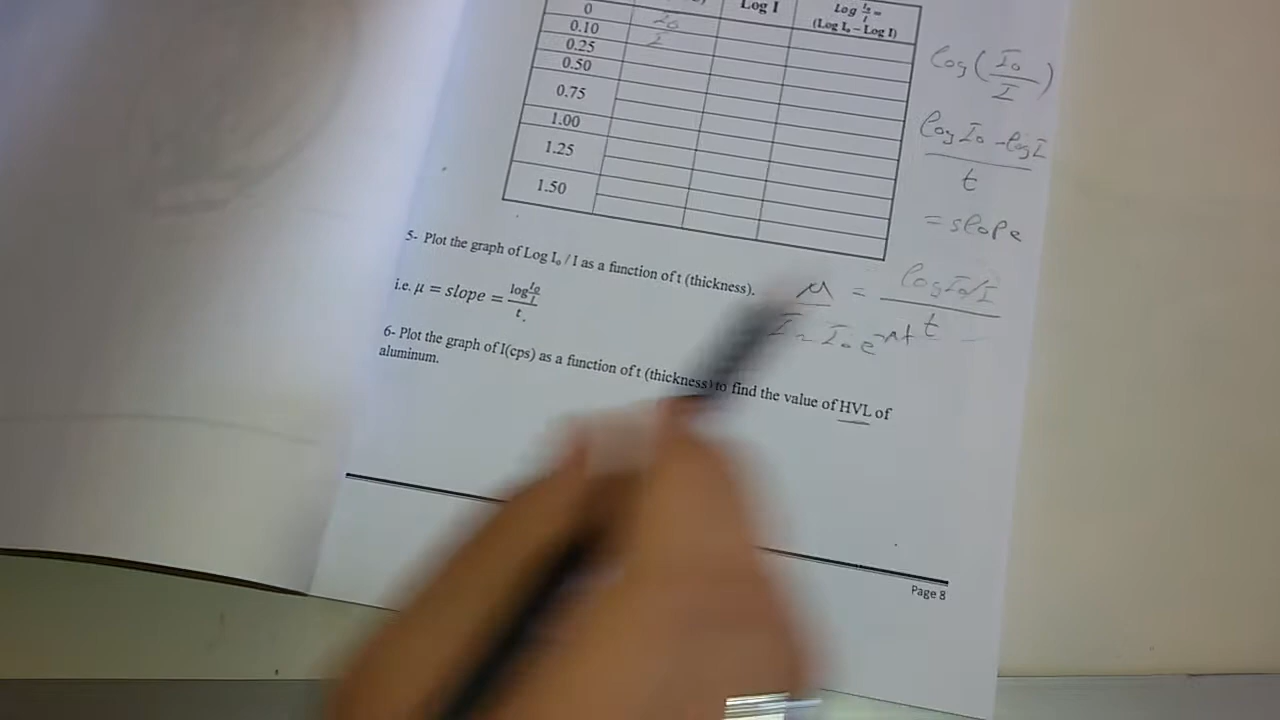 Log I
Log I₀/I =
(Log I₀ – Log I)
0
0.10 I₀
0.25 I
0.50
0.75
1.00
1.25
1.50
log(I₀/I)
log I₀ - log I
t
= slope
5- Plot the graph of Log I₀ / I as a function of t (thickness).
i.e. μ = slope = log I₀/I
t
μ = log I₀/I
t
I = I₀ e^-μt
6- Plot the graph of I(cps) as a function of t (thickness) to find the value of HVL of
aluminum.
Page 8